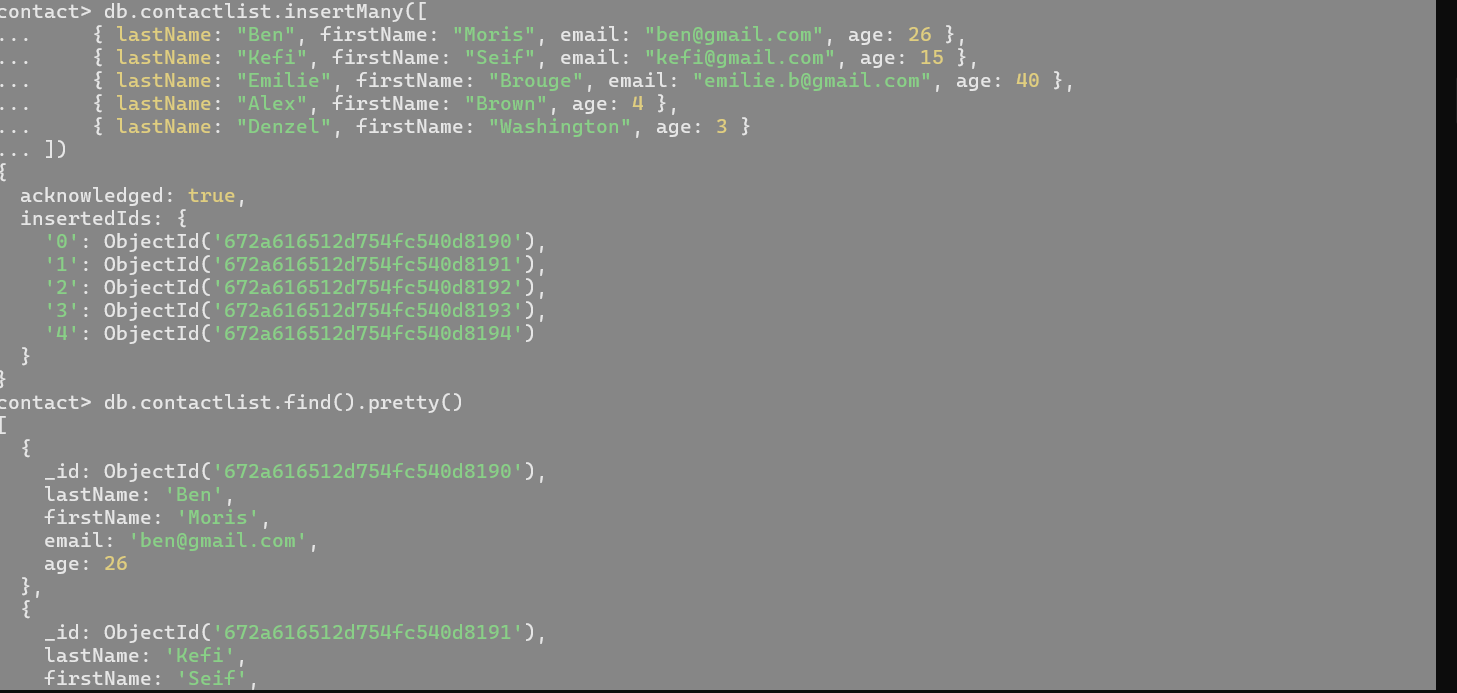 contact> db.contactlist.insertMany([
...     { lastName: "Ben", firstName: "Moris", email: "ben@gmail.com", age: 26 },
...     { lastName: "Kefi", firstName: "Seif", email: "kefi@gmail.com", age: 15 },
...     { lastName: "Emilie", firstName: "Brouge", email: "emilie.b@gmail.com", age: 40 },
...     { lastName: "Alex", firstName: "Brown", age: 4 },
...     { lastName: "Denzel", firstName: "Washington", age: 3 }
... ])
{
  acknowledged: true,
  insertedIds: {
    '0': ObjectId('672a616512d754fc540d8190'),
    '1': ObjectId('672a616512d754fc540d8191'),
    '2': ObjectId('672a616512d754fc540d8192'),
    '3': ObjectId('672a616512d754fc540d8193'),
    '4': ObjectId('672a616512d754fc540d8194')
  }
}
contact> db.contactlist.find().pretty()
[
  {
    _id: ObjectId('672a616512d754fc540d8190'),
    lastName: 'Ben',
    firstName: 'Moris',
    email: 'ben@gmail.com',
    age: 26
  },
  {
    _id: ObjectId('672a616512d754fc540d8191'),
    lastName: 'Kefi',
    firstName: 'Seif',